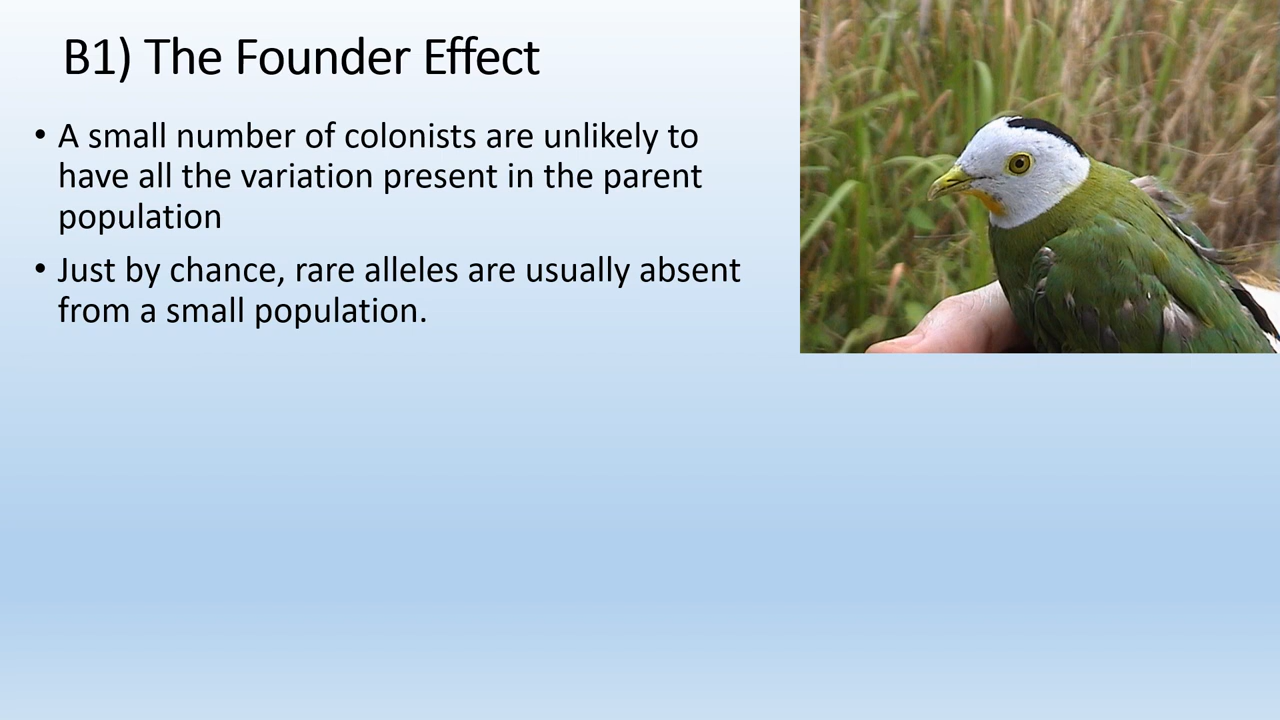 B1) The Founder Effect
• A small number of colonists are unlikely to
have all the variation present in the parent
population
• Just by chance, rare alleles are usually absent
from a small population.